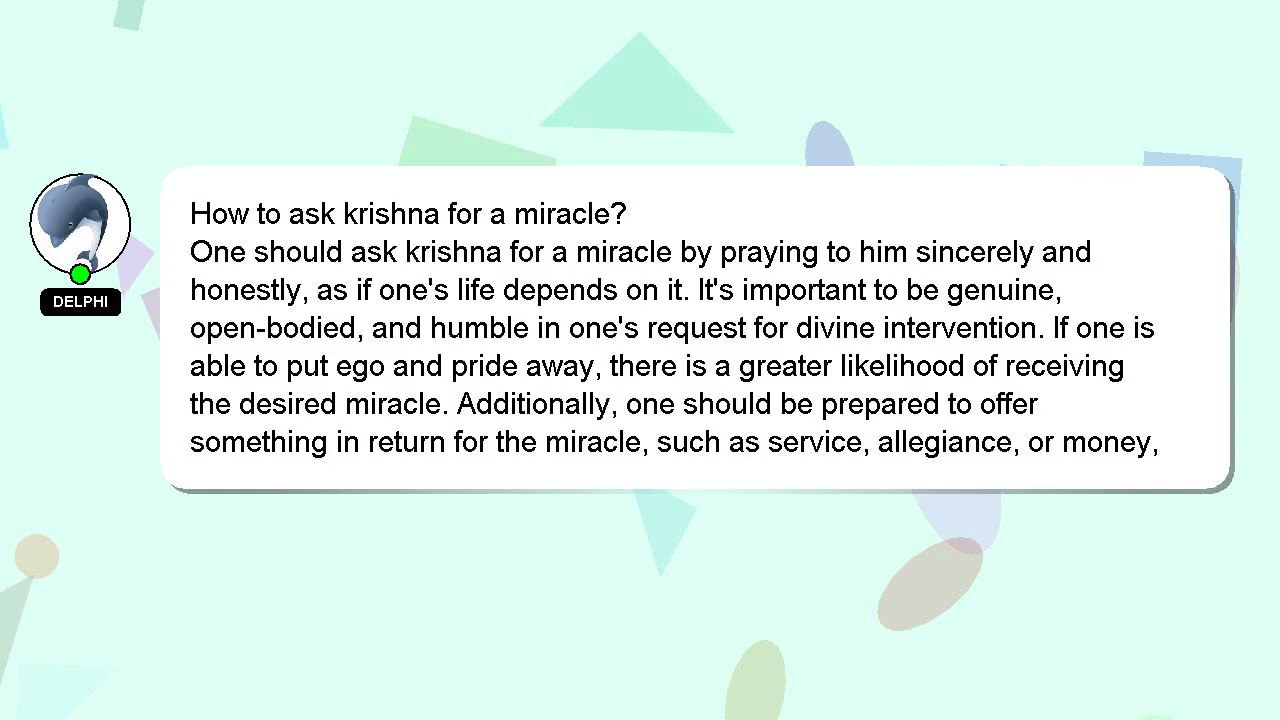 How to ask krishna for a miracle?
One should ask krishna for a miracle by praying to him sincerely and
honestly, as if one's life depends on it. It's important to be genuine,
open-bodied, and humble in one's request for divine intervention. If one is
able to put ego and pride away, there is a greater likelihood of receiving
the desired miracle. Additionally, one should be prepared to offer
something in return for the miracle, such as service, allegiance, or money,
DELPHI